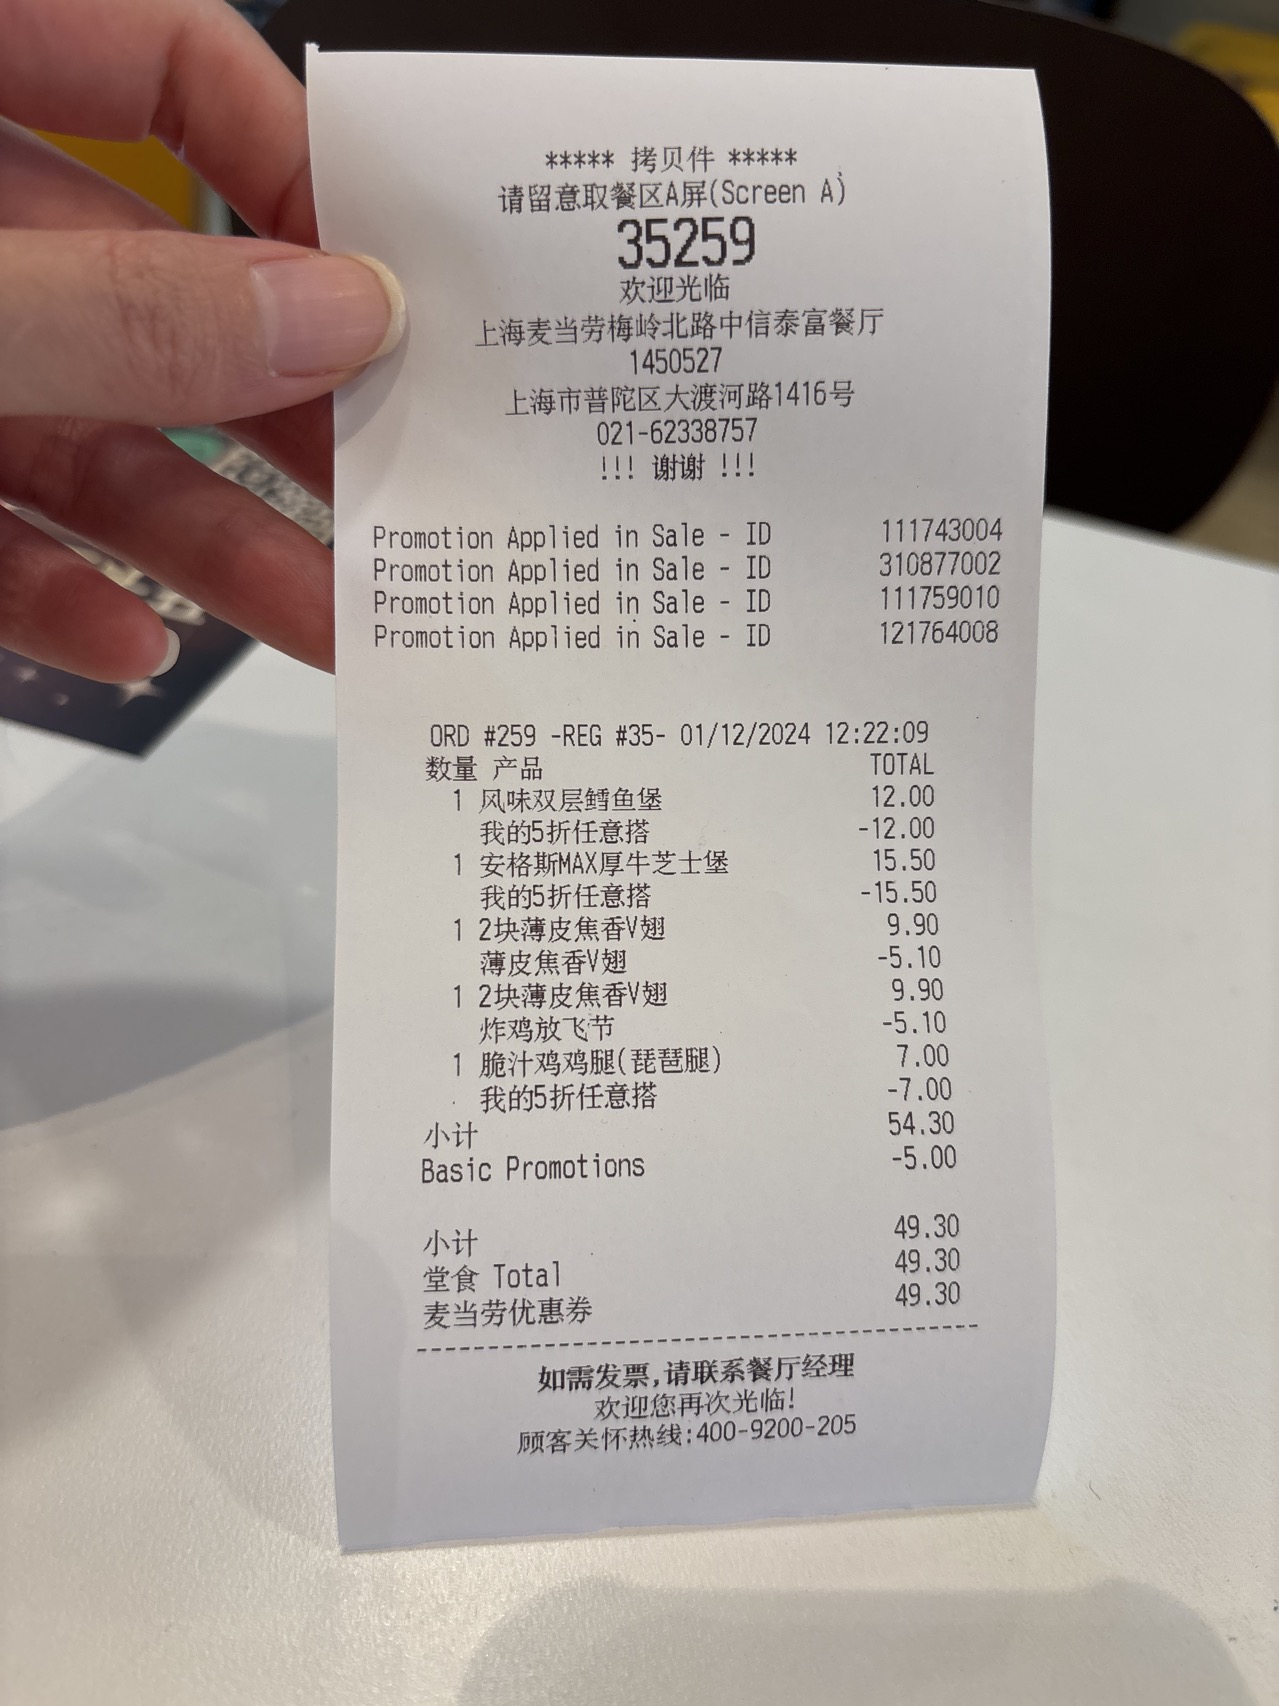 ***** 拷贝件 *****
请留意取餐区A屏(Screen A)
35259
欢迎光临
上海麦当劳梅岭北路中信泰富餐厅
1450527
上海市普陀区大渡河路1416号
021-62338757
!!! 谢谢 !!!
Promotion Applied in Sale - ID 111743004
Promotion Applied in Sale - ID 310877002
Promotion Applied in Sale - ID 111759010
Promotion Applied in Sale - ID 121764008
ORD #259 -REG #35- 01/12/2024 12:22:09
数量 产品 TOTAL
1 风味双层鳕鱼堡 12.00
我的5折任意搭 -12.00
1 安格斯MAX厚牛芝士堡 15.50
我的5折任意搭 -15.50
1 2块薄皮焦香V翅 9.90
薄皮焦香V翅 -5.10
1 2块薄皮焦香V翅 9.90
炸鸡放飞节 -5.10
1 脆汁鸡鸡腿(琵琶腿) 7.00
我的5折任意搭 -7.00
小计 54.30
Basic Promotions -5.00
小计 49.30
堂食 Total 49.30
麦当劳优惠券 49.30
如需发票,请联系餐厅经理
欢迎您再次光临!
顾客关怀热线:400-9200-205